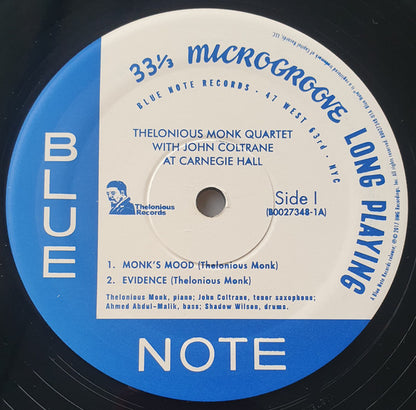 33⅓ MICROGROOVE LONG PLAYING
BLUE NOTE RECORDS · 47 WEST 63rd · NYC
THELONIOUS MONK QUARTET
WITH JOHN COLTRANE
AT CARNEGIE HALL
Thelonious
Records
Side I
(B0027348-1A)
1. MONK'S MOOD (Thelonious Monk)
2. EVIDENCE (Thelonious Monk)
Thelonious Monk, piano; John Coltrane, tenor saxophone;
Ahmed Abdul-Malik, bass; Shadow Wilson, drums.
BLUE
NOTE